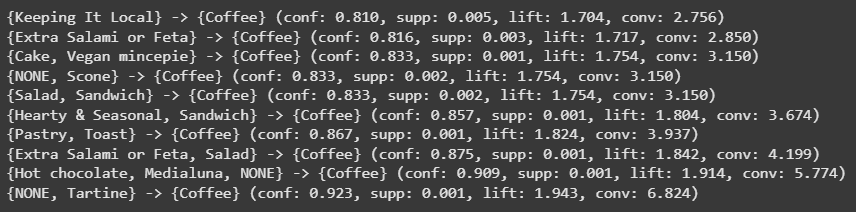 {Keeping It Local} -> {Coffee} (conf: 0.810, supp: 0.005, lift: 1.704, conv: 2.756)
{Extra Salami or Feta} -> {Coffee} (conf: 0.816, supp: 0.003, lift: 1.717, conv: 2.850)
{Cake, Vegan mincepie} -> {Coffee} (conf: 0.833, supp: 0.001, lift: 1.754, conv: 3.150)
{NONE, Scone} -> {Coffee} (conf: 0.833, supp: 0.002, lift: 1.754, conv: 3.150)
{Salad, Sandwich} -> {Coffee} (conf: 0.833, supp: 0.002, lift: 1.754, conv: 3.150)
{Hearty & Seasonal, Sandwich} -> {Coffee} (conf: 0.857, supp: 0.001, lift: 1.804, conv: 3.674)
{Pastry, Toast} -> {Coffee} (conf: 0.867, supp: 0.001, lift: 1.824, conv: 3.937)
{Extra Salami or Feta, Salad} -> {Coffee} (conf: 0.875, supp: 0.001, lift: 1.842, conv: 4.199)
{Hot chocolate, Medialuna, NONE} -> {Coffee} (conf: 0.909, supp: 0.001, lift: 1.914, conv: 5.774)
{NONE, Tartine} -> {Coffee} (conf: 0.923, supp: 0.001, lift: 1.943, conv: 6.824)